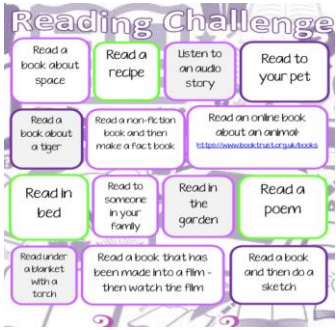 Reading Challenge
Read a
book about
space
Read a
recipe
Listen to
an audio
story
Read to
your pet
Read a
book about
a tiger
Read a non-fiction
book and then
make a fact book
Read an online book
about an animal-
https://www.booktrust.org.uk/books
Read in
bed
Read to
someone
in your
family
Read in
the
garden
Read a
poem
Read under
a blanket
with a
torch
Read a book that has
been made into a film -
then watch the film
Read a book
and then do a
sketch